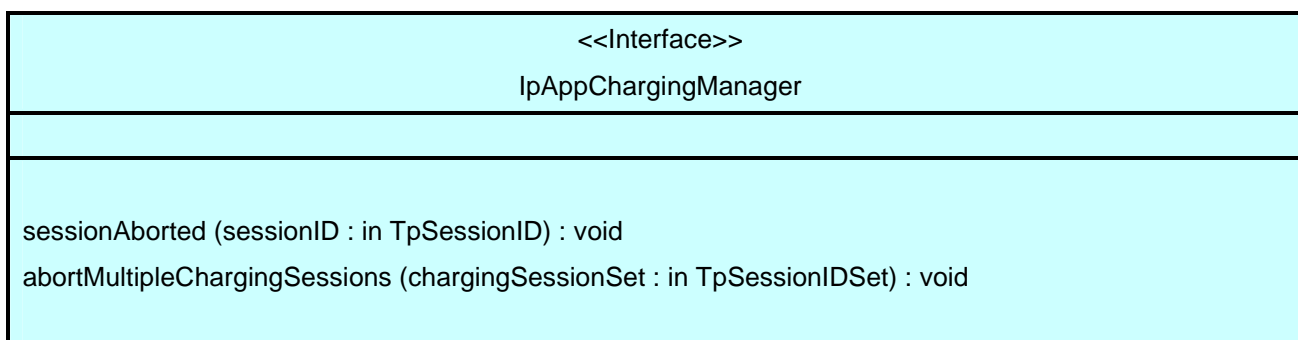 <<Interface>>
IpAppChargingManager
sessionAborted (sessionID : in TpSessionID) : void
abortMultipleChargingSessions (chargingSessionSet : in TpSessionIDSet) : void